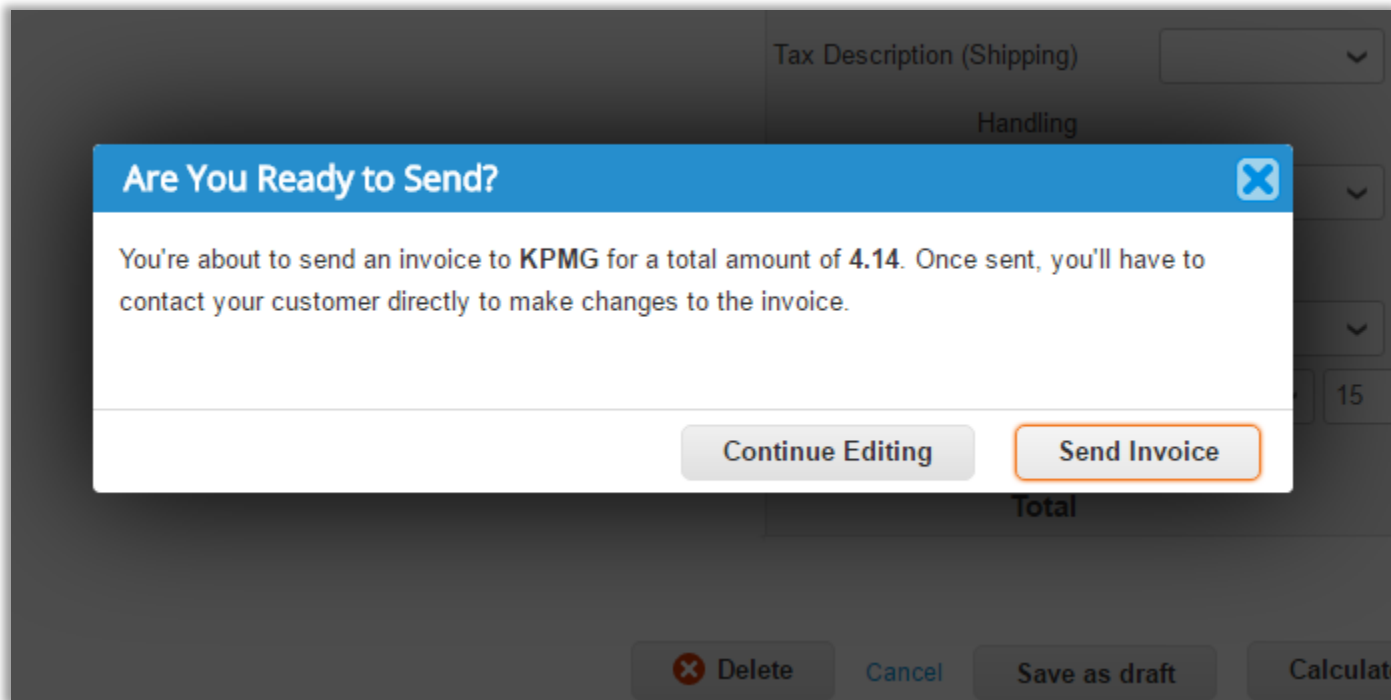 Tax Description (Shipping)
Handling
Are You Ready to Send?
You're about to send an invoice to KPMG for a total amount of 4.14. Once sent, you'll have to
contact your customer directly to make changes to the invoice.
15
Continue Editing Send Invoice
Total
Delete Cancel Save as draft